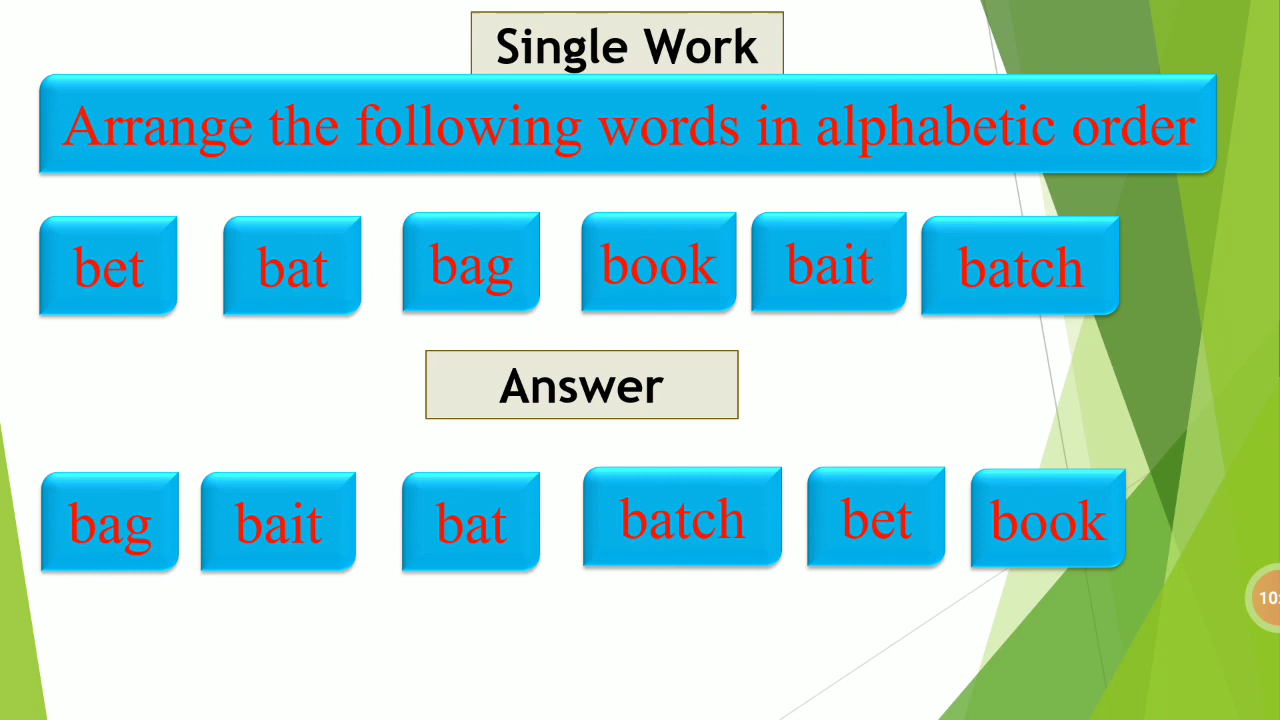 Single Work
Arrange the following words in alphabetic order
bet bat bag book bait batch
Answer
bag bait bat batch bet book